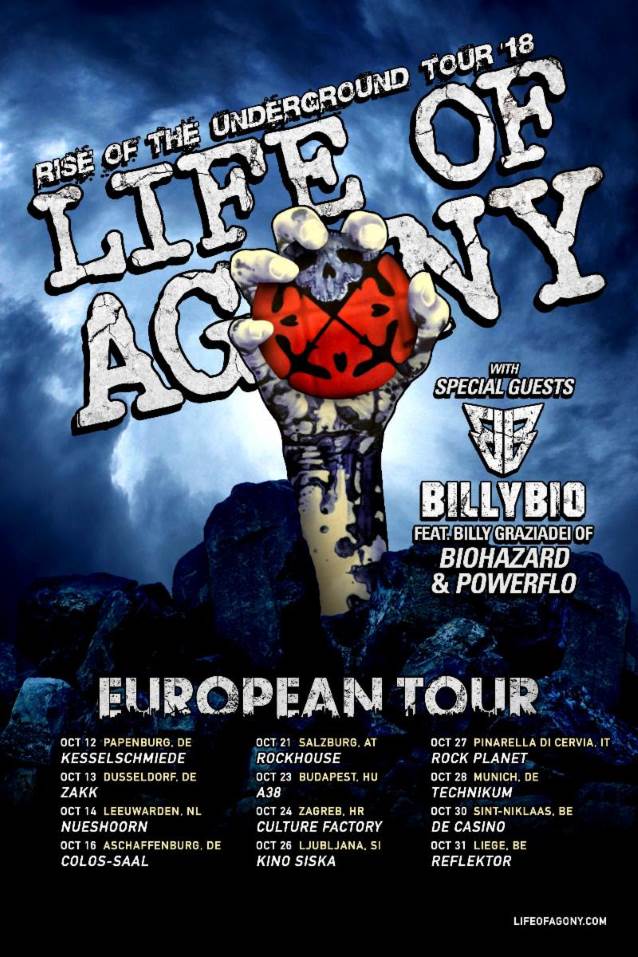 RISE OF THE UNDERGROUND TOUR '18
LIFE OF
AGONY
WITH
SPECIAL GUESTS
BILLYBIO
FEAT. BILLY GRAZIADEI OF
BIOHAZARD
& POWERFLO
EUROPEAN TOUR
OCT 12 PAPENBURG, DE
KESSELSCHMIEDE
OCT 13 DUSSELDORF, DE
ZAKK
OCT 14 LEEUWARDEN, NL
NUESHOORN
OCT 16 ASCHAFFENBURG, DE
COLOS-SAAL
OCT 21 SALZBURG, AT
ROCKHOUSE
OCT 23 BUDAPEST, HU
A38
OCT 24 ZAGREB, HR
CULTURE FACTORY
OCT 26 LJUBLJANA, SI
KINO SISKA
OCT 27 PINARELLA DI CERVIA, IT
ROCK PLANET
OCT 28 MUNICH, DE
TECHNIKUM
OCT 30 SINT-NIKLAAS, BE
DE CASINO
OCT 31 LIEGE, BE
REFLEKTOR
LIFEOFAGONY.COM